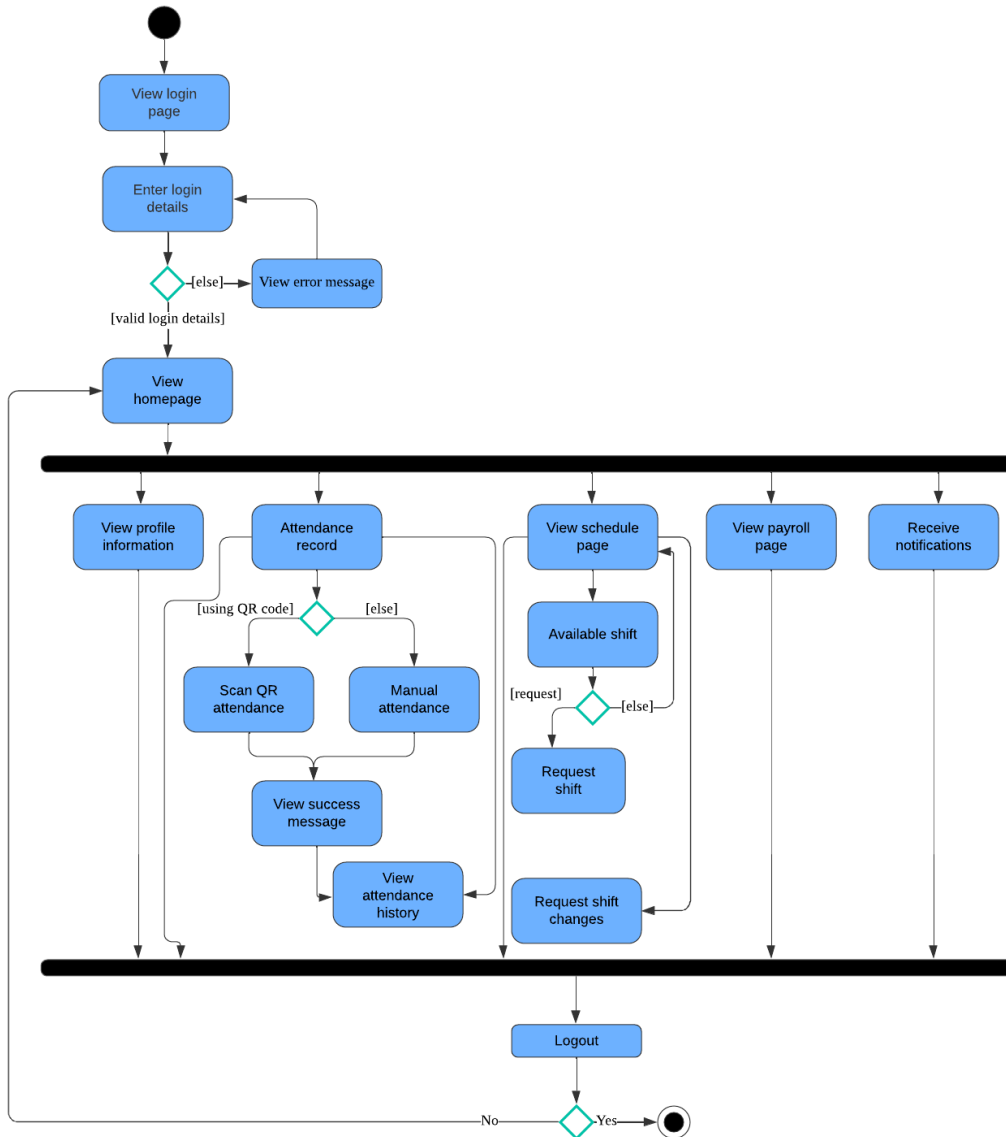 View login
page
Enter login
details
[else]
View error message
[valid login details]
View
homepage
View profile
information
Attendance
record
View schedule
page
View payroll
page
Receive
notifications
[using QR code]
[else]
Available shift
Scan QR
attendance
Manual
attendance
[request]
[else]
Request
shift
View success
message
View
attendance
history
Request shift
changes
Logout
No
Yes